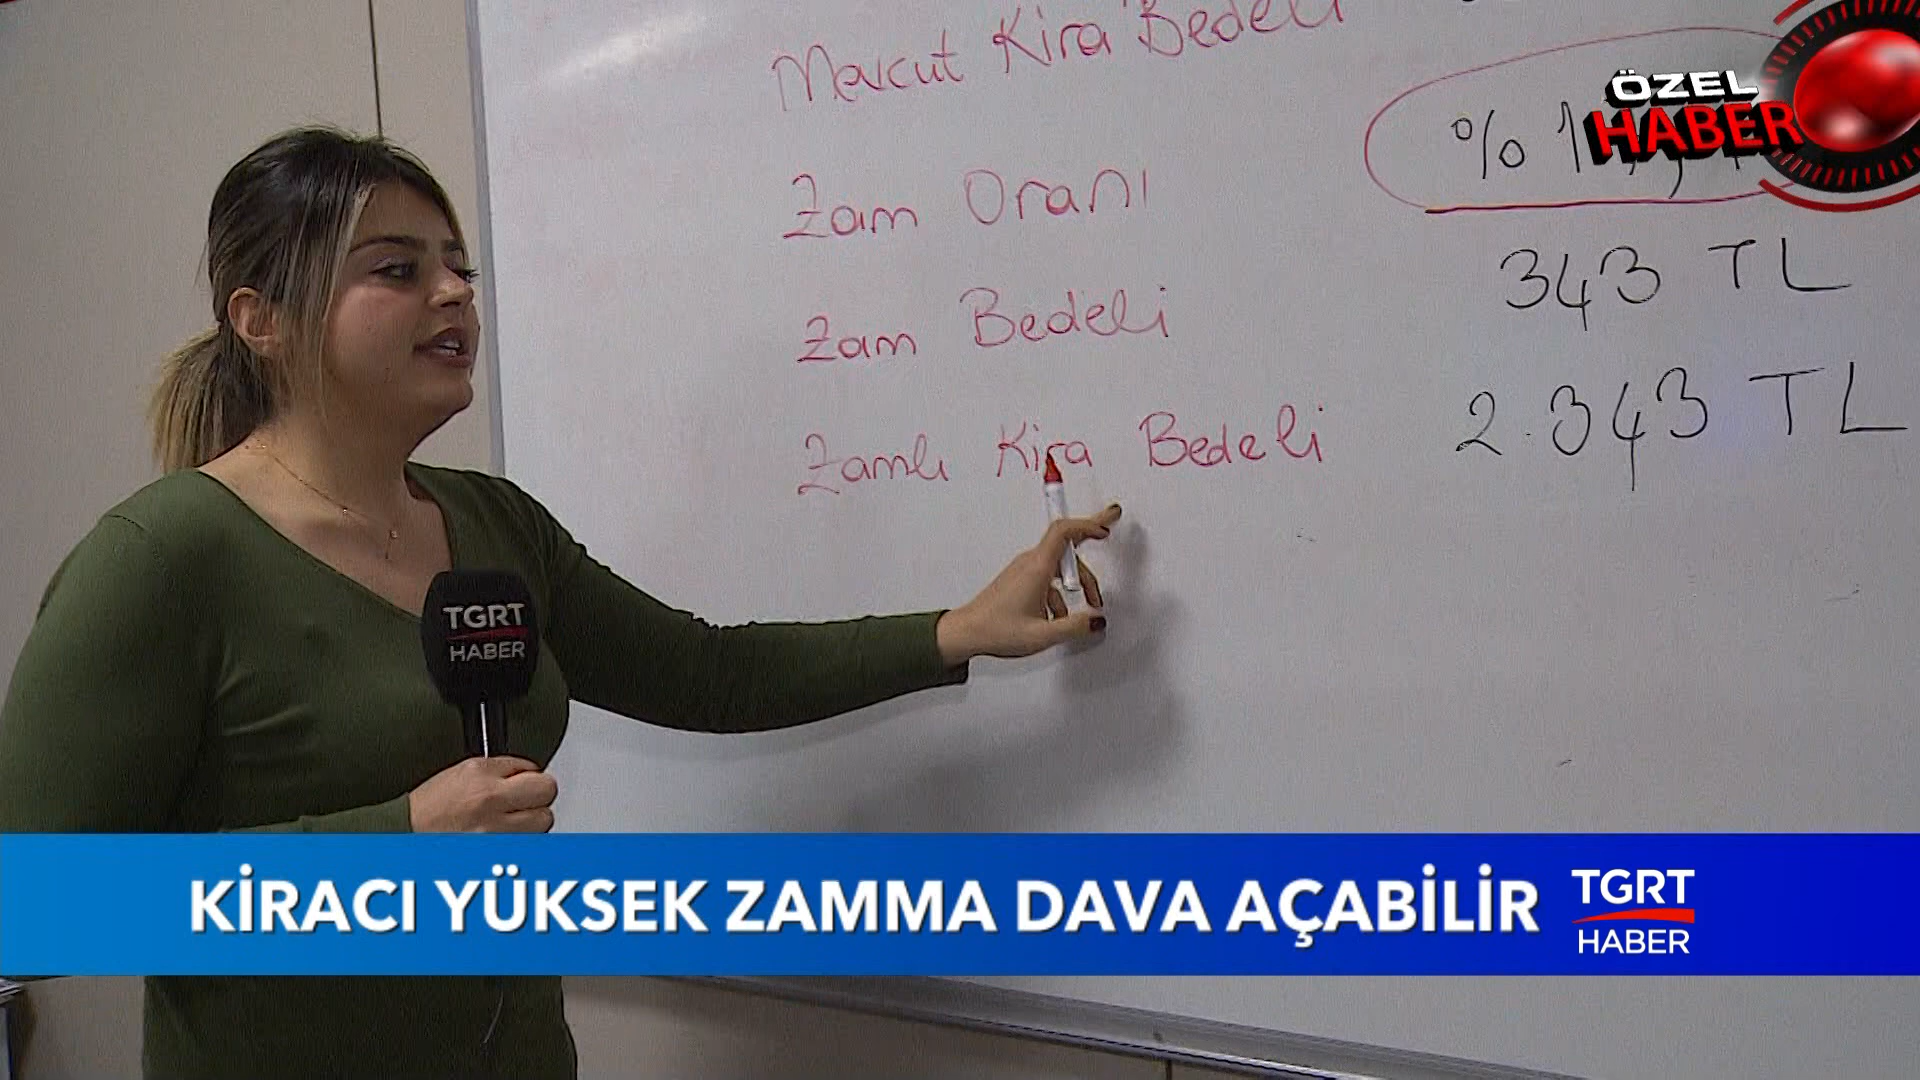 Mevcut Kira Bedeli
ÖZEL
HABER
Zam Oranı
343 TL
Zam Bedeli
2.343 TL
Zamlı Kira Bedeli
TGRT
HABER
KİRACI YÜKSEK ZAMMA DAVA AÇABİLİR
TGRT
HABER